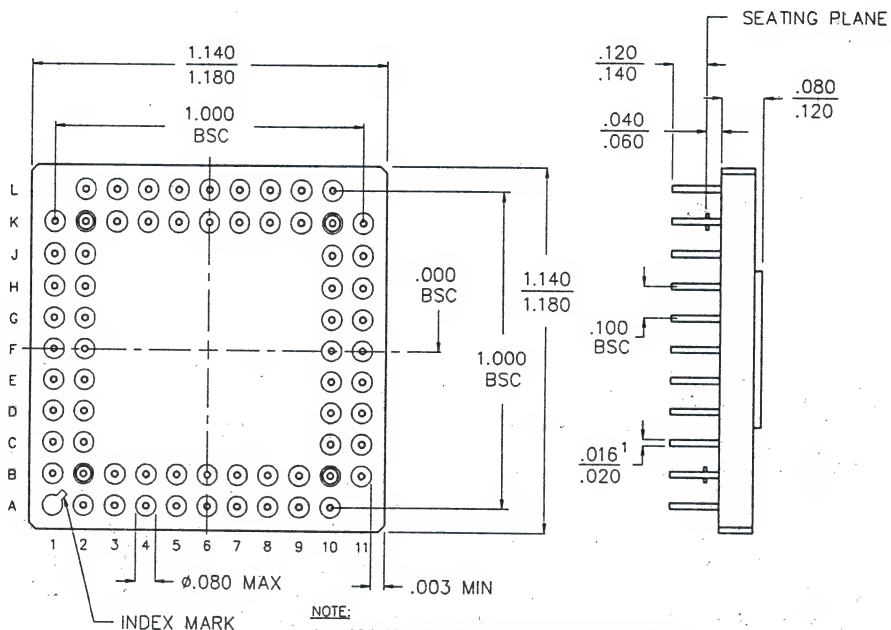 SEATING PLANE
1.140
1.180
.120
.140
.080
.120
1.000
BSC
.040
.060
L
K
J
H
G
F
E
D
C
B
A
.000
BSC
1.140
1.180
1.000
BSC
.100
BSC
.016 1
.020
1 2 3 4 5 6 7 8 9 10 11
ø.080 MAX
.003 MIN
INDEX MARK
NOTE: